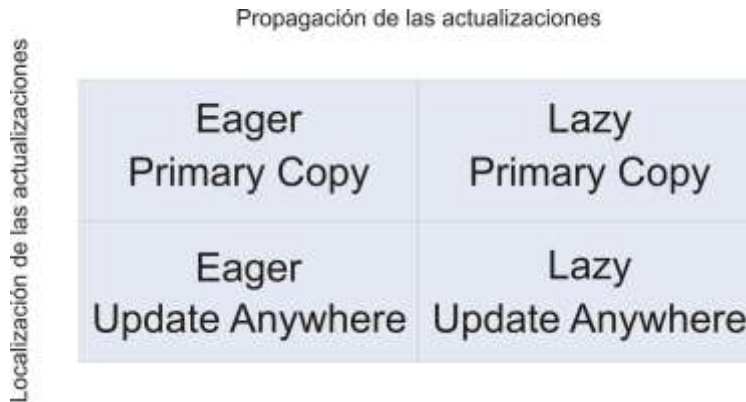 Propagación de las actualizaciones
Localización de las actualizaciones
Eager
Primary Copy
Lazy
Primary Copy
Eager
Update Anywhere
Lazy
Update Anywhere